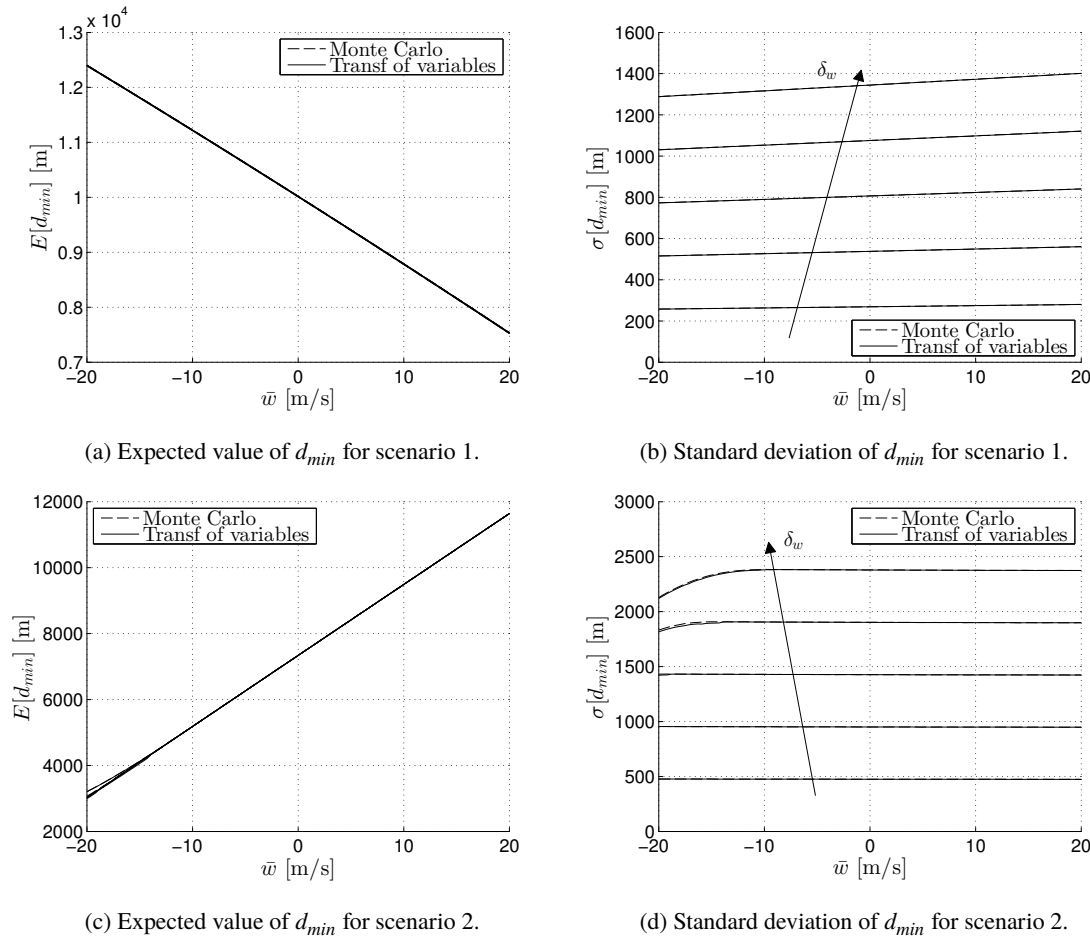 x 10⁴
1.3
1.2
1.1
1
0.9
0.8
0.7
−20 −10 0 10 20
E[d_min] [m]
w̄ [m/s]
Monte Carlo
Transf of variables
(a) Expected value of d_min for scenario 1.
1600
1400
1200
1000
800
600
400
200
0
−20 −10 0 10 20
σ[d_min] [m]
w̄ [m/s]
δ_w
Monte Carlo
Transf of variables
(b) Standard deviation of d_min for scenario 1.
12000
10000
8000
6000
4000
2000
−20 −10 0 10 20
E[d_min] [m]
w̄ [m/s]
Monte Carlo
Transf of variables
(c) Expected value of d_min for scenario 2.
3000
2500
2000
1500
1000
500
0
−20 −10 0 10 20
σ[d_min] [m]
w̄ [m/s]
δ_w
Monte Carlo
Transf of variables
(d) Standard deviation of d_min for scenario 2.